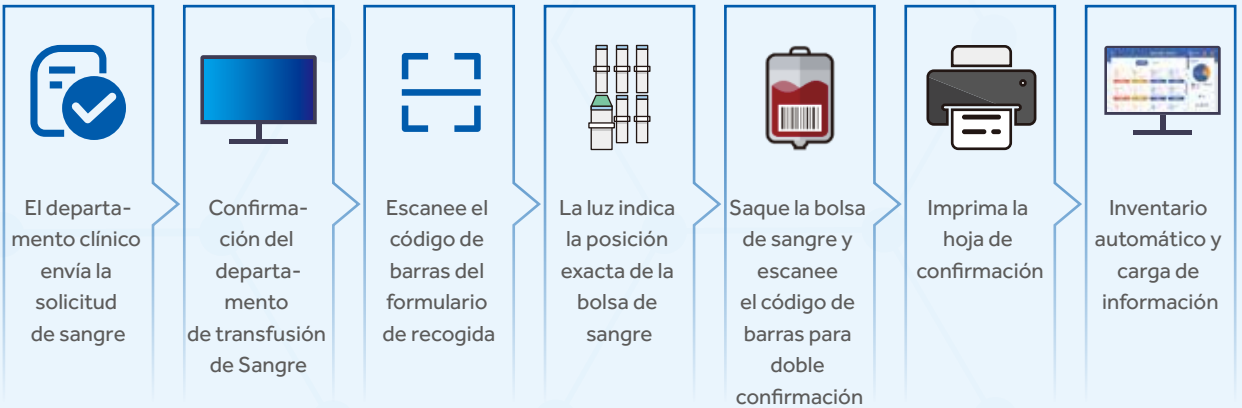 El departa-
mento clínico
envía la
solicitud
de sangre
Confirma-
ción del
departa-
mento
de transfusión
de Sangre
Escanee el
código de
barras del
formulario
de recogida
La luz indica
la posición
exacta de la
bolsa de
sangre
Saque la bolsa
de sangre y
escanee
el código de
barras para
doble
confirmación
Imprima la
hoja de
confirmación
Inventario
automático y
carga de
información